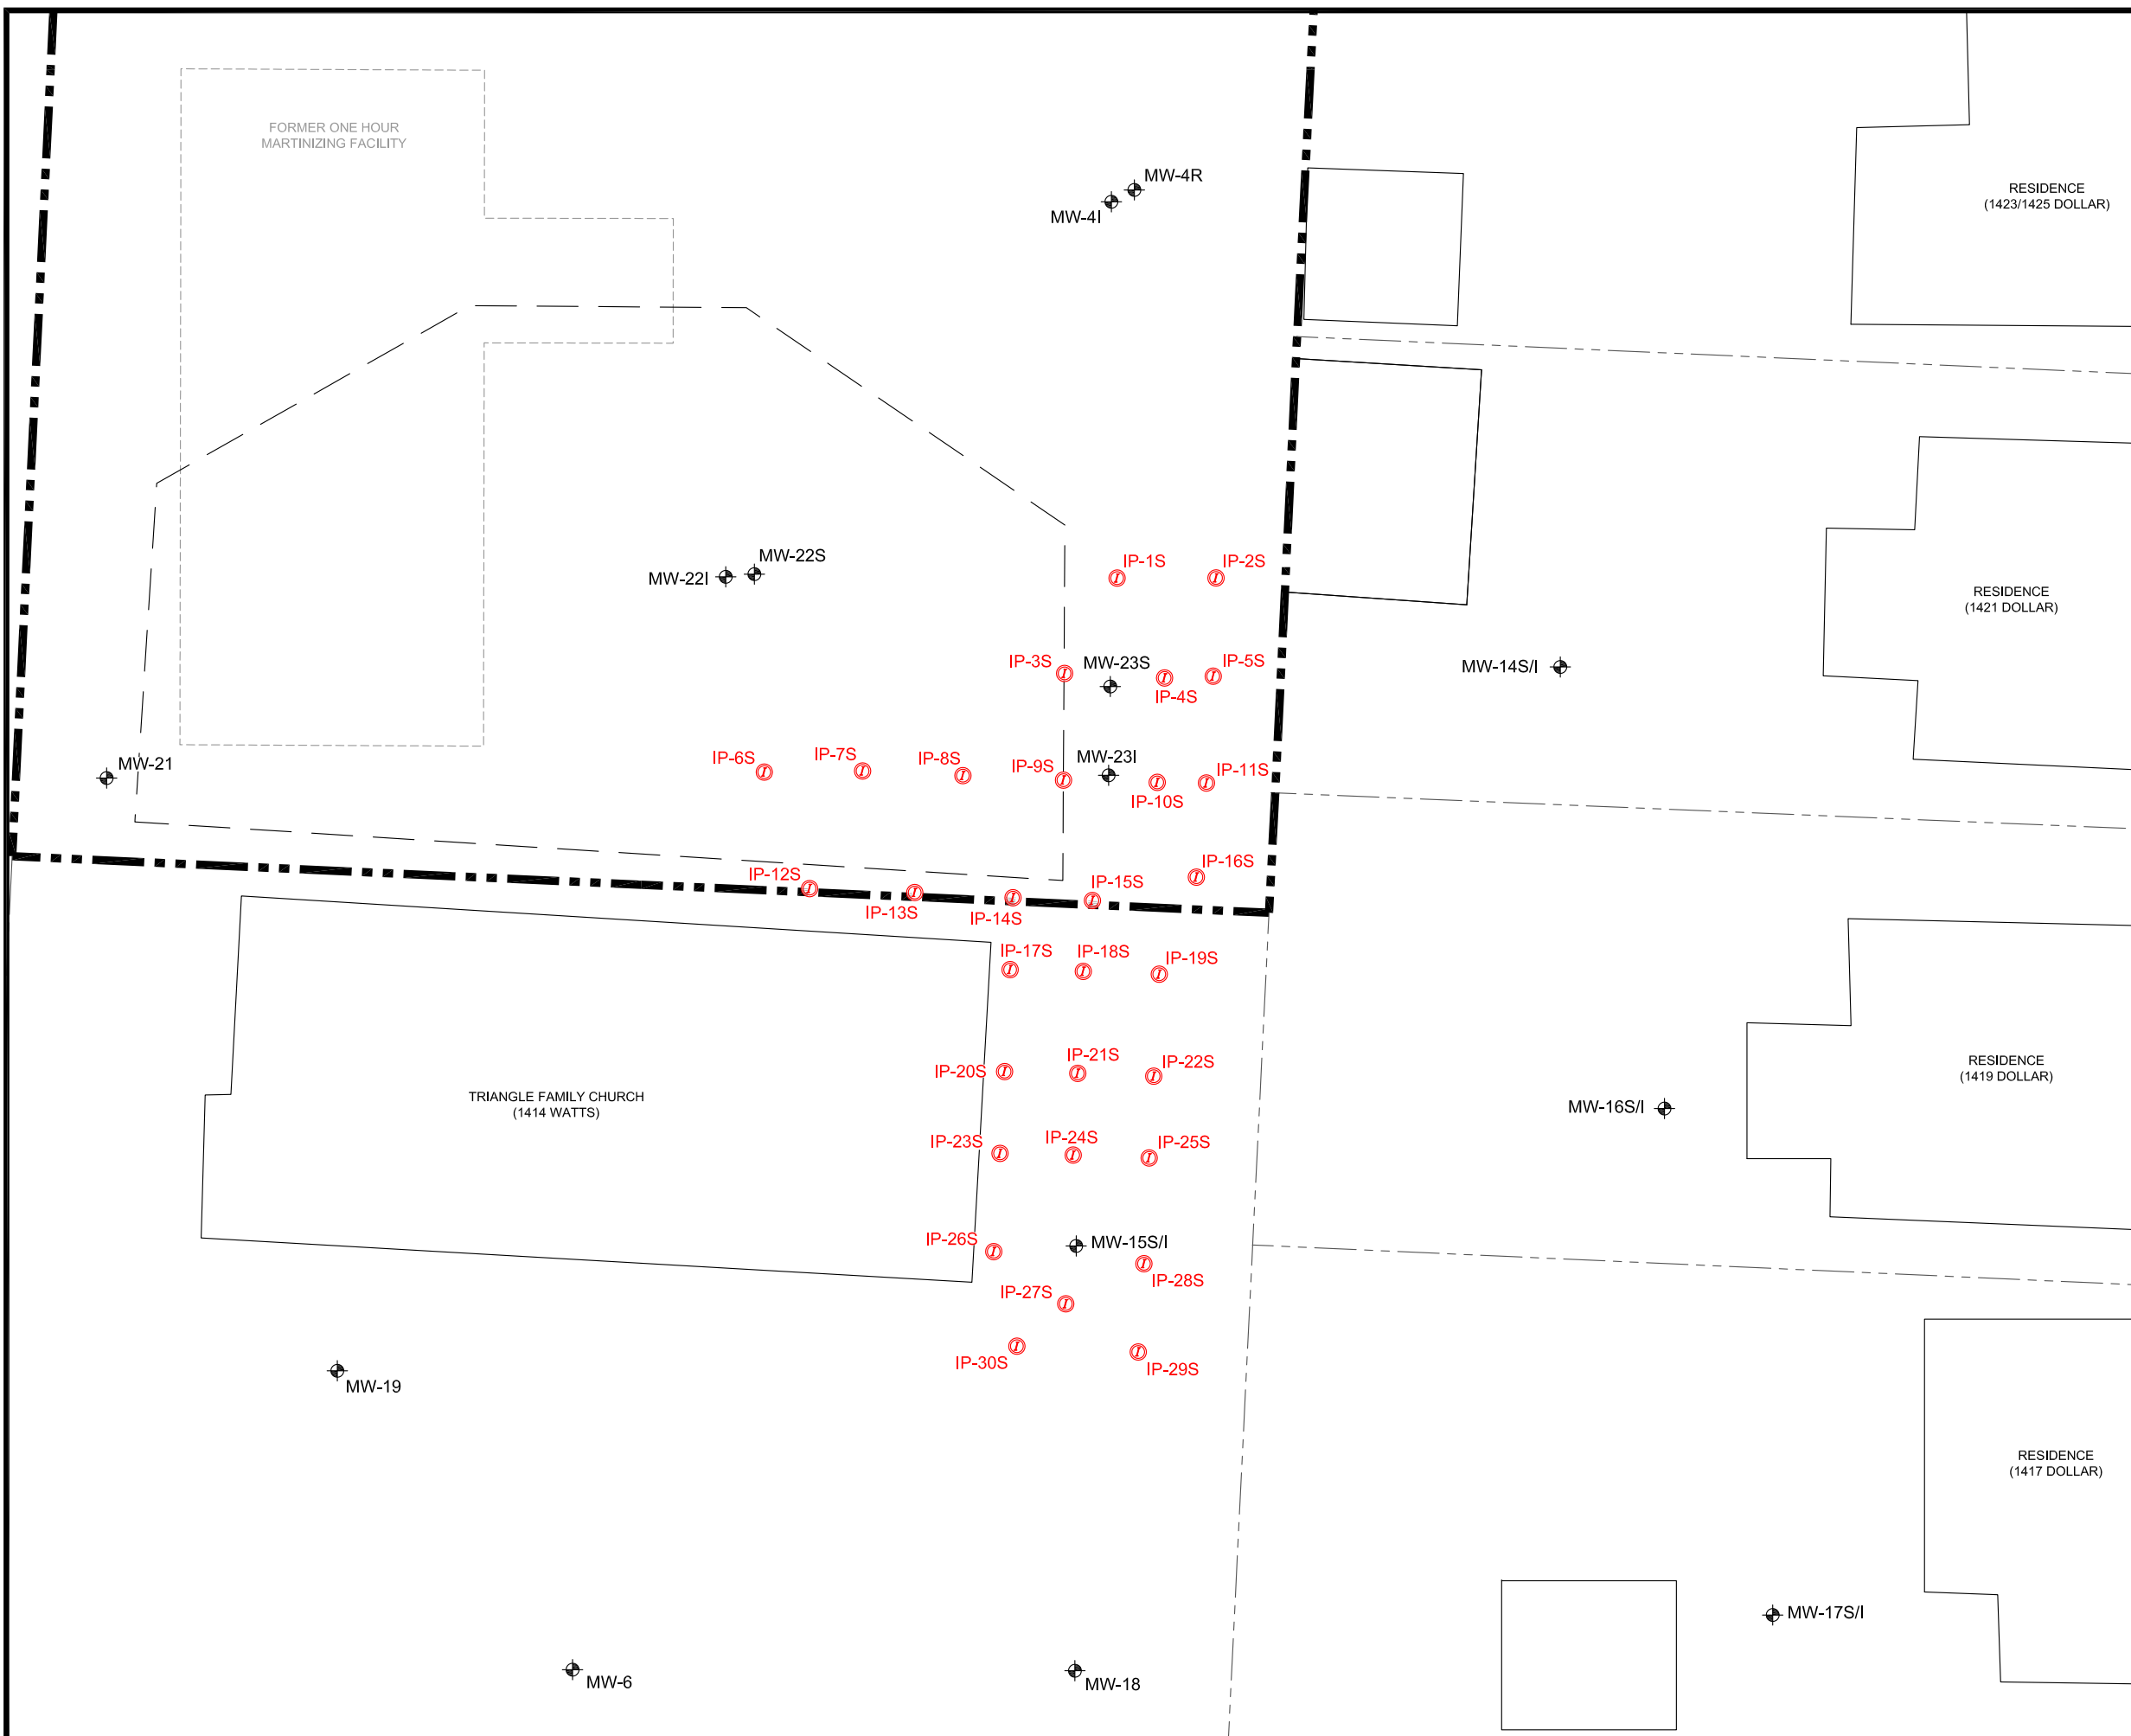 FORMER ONE HOUR
MARTINIZING FACILITY
MW-4R
MW-4I
RESIDENCE
(1423/1425 DOLLAR)
MW-22S
MW-22I
IP-1S
IP-2S
RESIDENCE
(1421 DOLLAR)
IP-3S
MW-23S
IP-5S
IP-4S
MW-14S/I
MW-21
IP-6S
IP-7S
IP-8S
IP-9S
MW-23I
IP-11S
IP-10S
IP-16S
IP-12S
IP-15S
IP-13S
IP-14S
IP-17S
IP-18S
IP-19S
IP-21S
IP-22S
IP-20S
RESIDENCE
(1419 DOLLAR)
TRIANGLE FAMILY CHURCH
(1414 WATTS)
MW-16S/I
IP-23S
IP-24S
IP-25S
IP-26S
MW-15S/I
IP-28S
IP-27S
IP-30S
IP-29S
MW-19
RESIDENCE
(1417 DOLLAR)
MW-17S/I
MW-6
MW-18